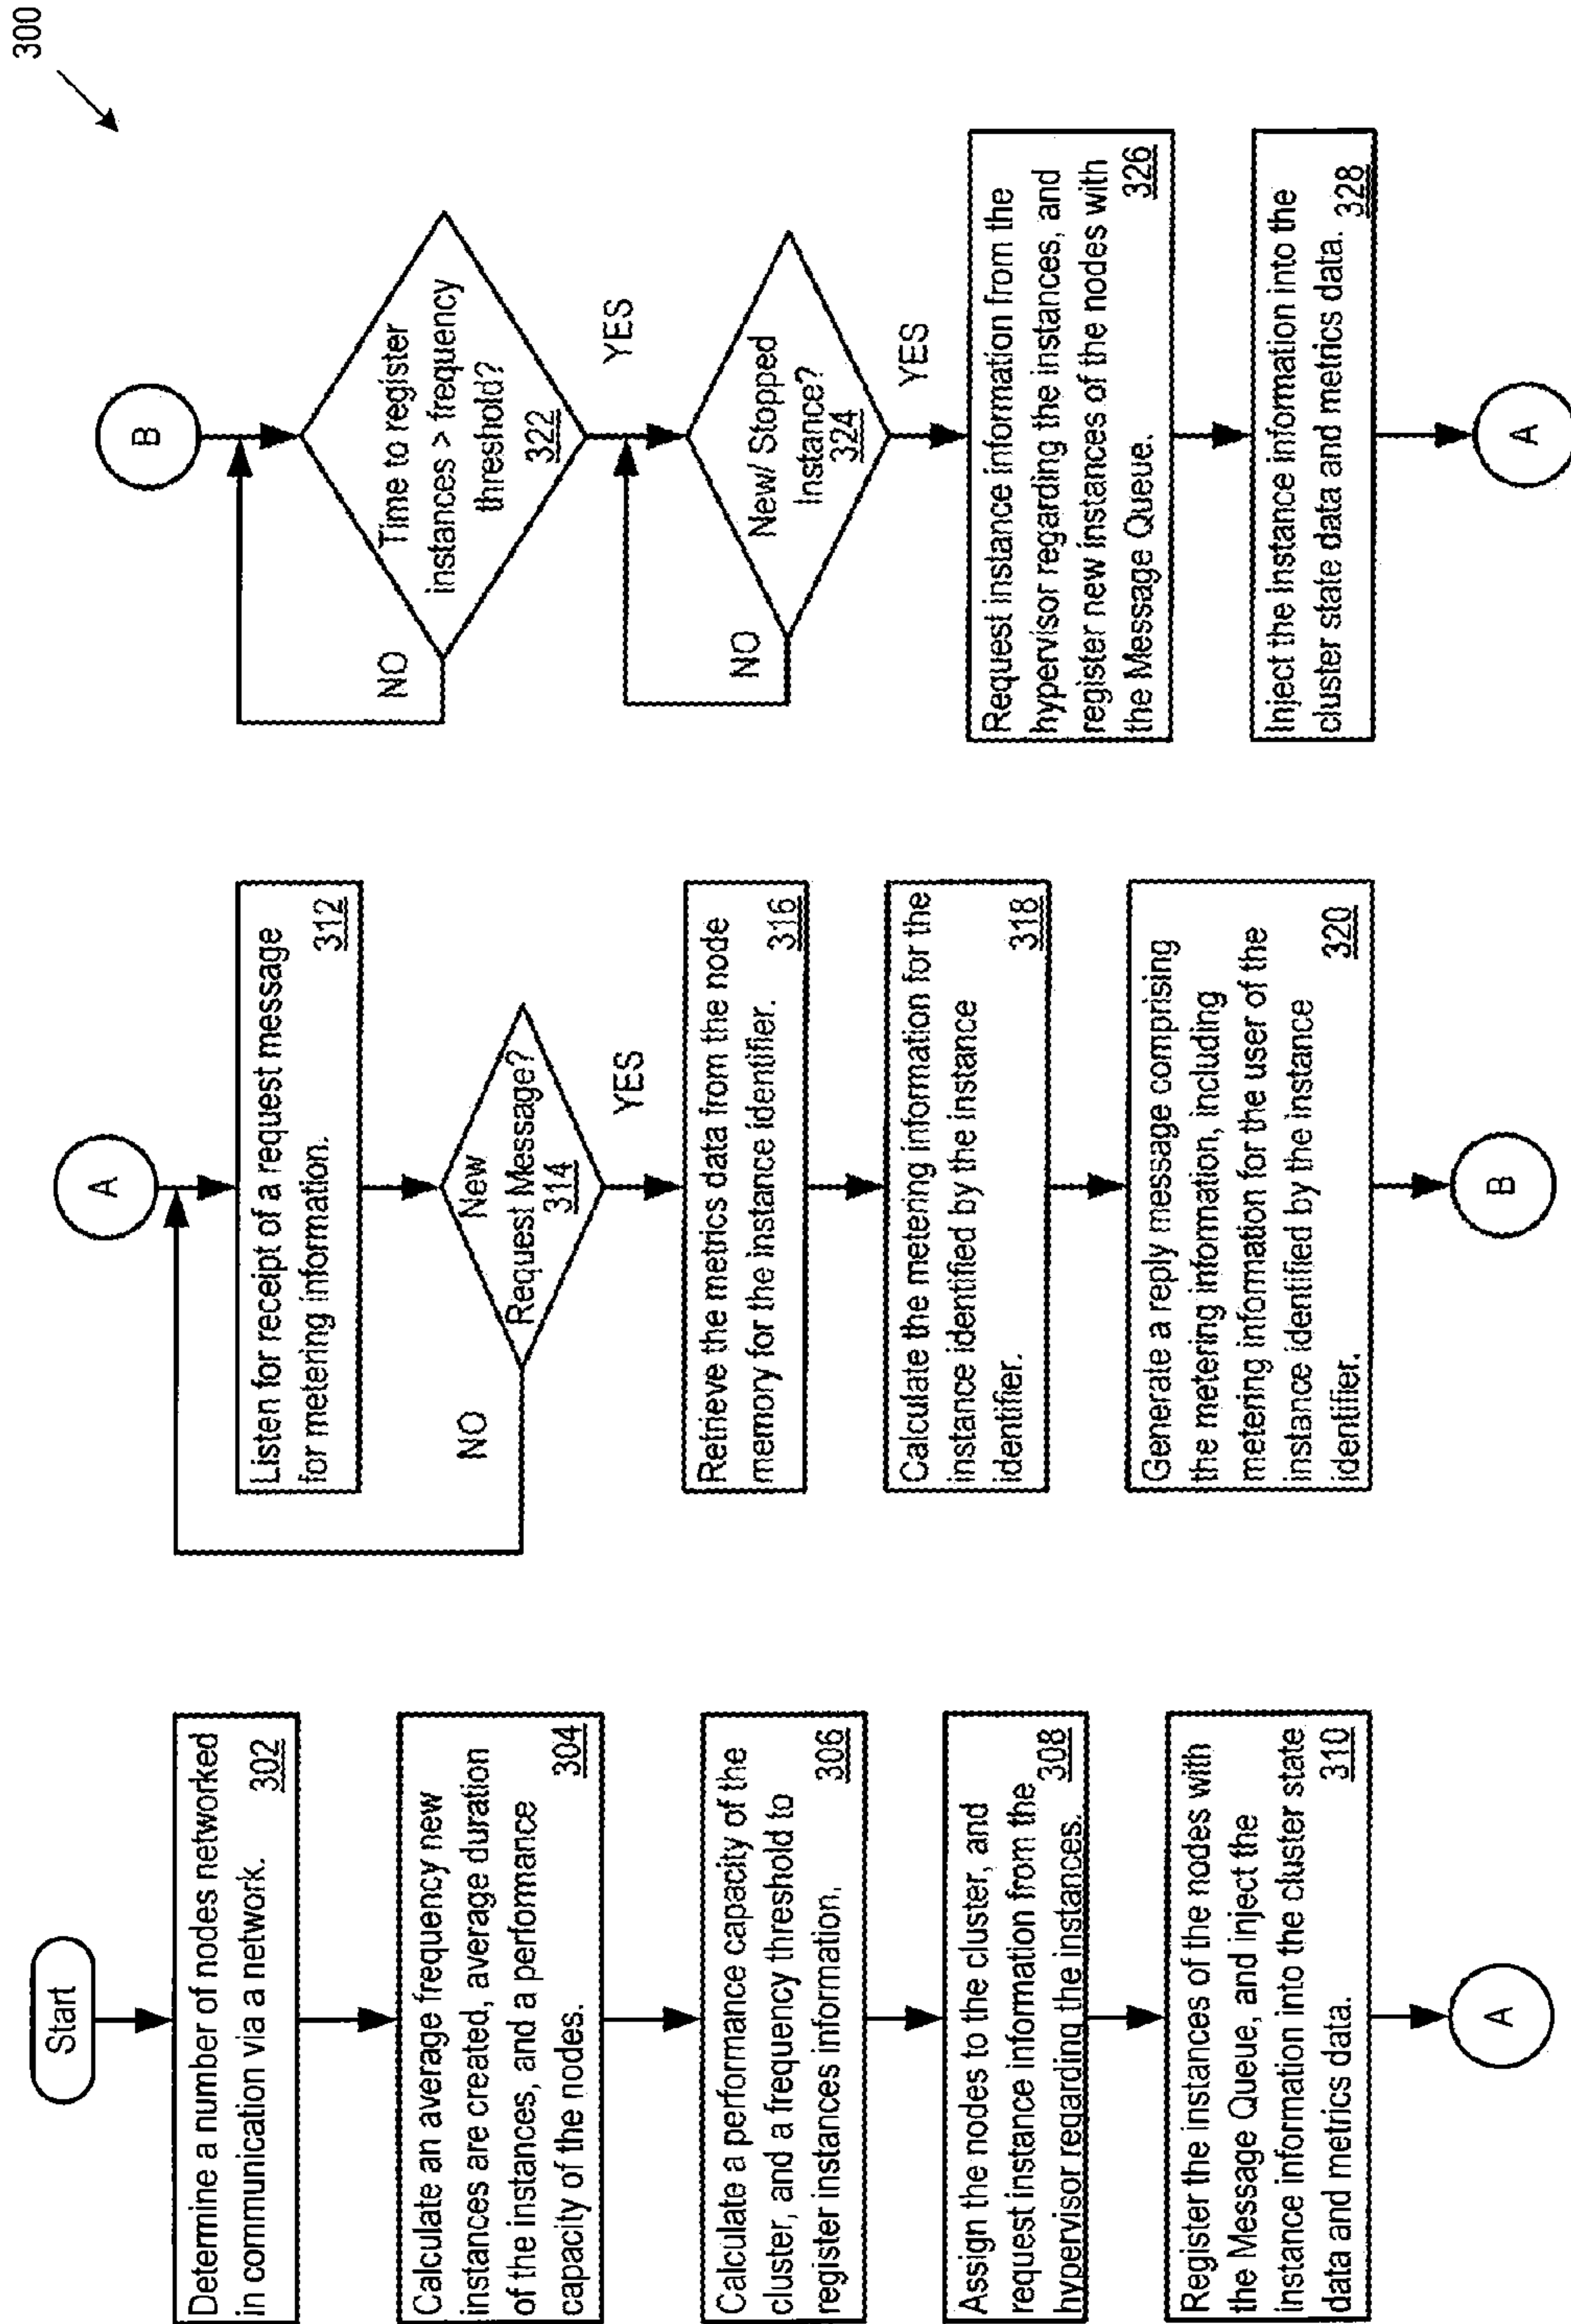 300
Start
Determine a number of nodes networked
in communication via a network.
302
Calculate an average frequency new
instances are created, average duration
of the instances, and a performance
capacity of the nodes.
304
Calculate a performance capacity of the
cluster, and a frequency threshold to
register instances information.
306
Assign the nodes to the cluster, and
request instance information from the
hypervisor regarding the instances.
308
Register the instances of the nodes with
the Message Queue, and inject the
instance information into the cluster state
data and metrics data.
310
A
A
Listen for receipt of a request message
for metering information.
312
New
Request Message?
314
NO
YES
Retrieve the metrics data from the node
memory for the instance identifier.
316
Calculate the metering information for the
instance identified by the instance
identifier.
318
Generate a reply message comprising
the metering information, including
metering information for the user of the
instance identified by the instance
identifier.
320
B
B
Time to register
instances > frequency
threshold?
322
NO
YES
New/ Stopped
Instance?
324
NO
YES
Request instance information from the
hypervisor regarding the instances, and
register new instances of the nodes with
the Message Queue.
326
Inject the instance information into the
cluster state data and metrics data.
328
A